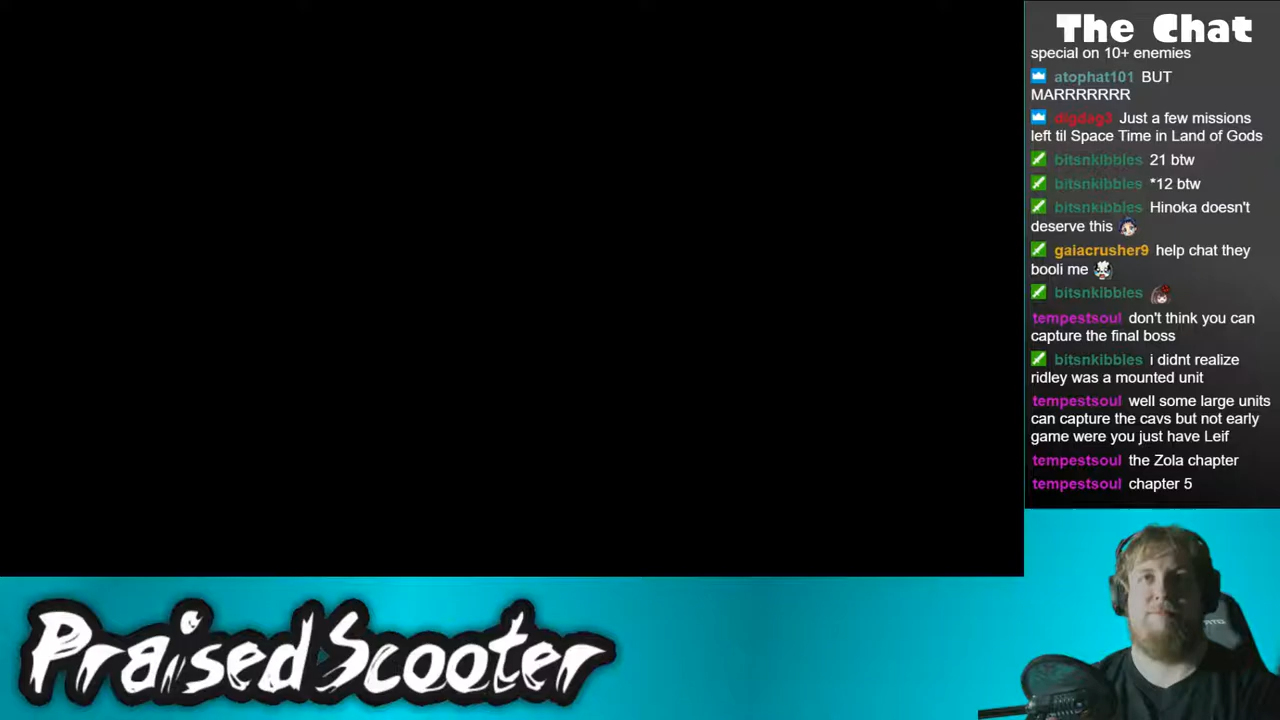 The Chat
special on 10+ enemies
atophat101 BUT
MARRRRRRR
digdag3 Just a few missions
left til Space Time in Land of Gods
bitsnkibbles 21 btw
bitsnkibbles *12 btw
bitsnkibbles Hinoka doesn't
deserve this
gaiacrusher9 help chat they
booli me
bitsnkibbles
tempestsoul don't think you can
capture the final boss
bitsnkibbles i didnt realize
ridley was a mounted unit
tempestsoul well some large units
can capture the cavs but not early
game were you just have Leif
tempestsoul the Zola chapter
tempestsoul chapter 5
Praised Scooter